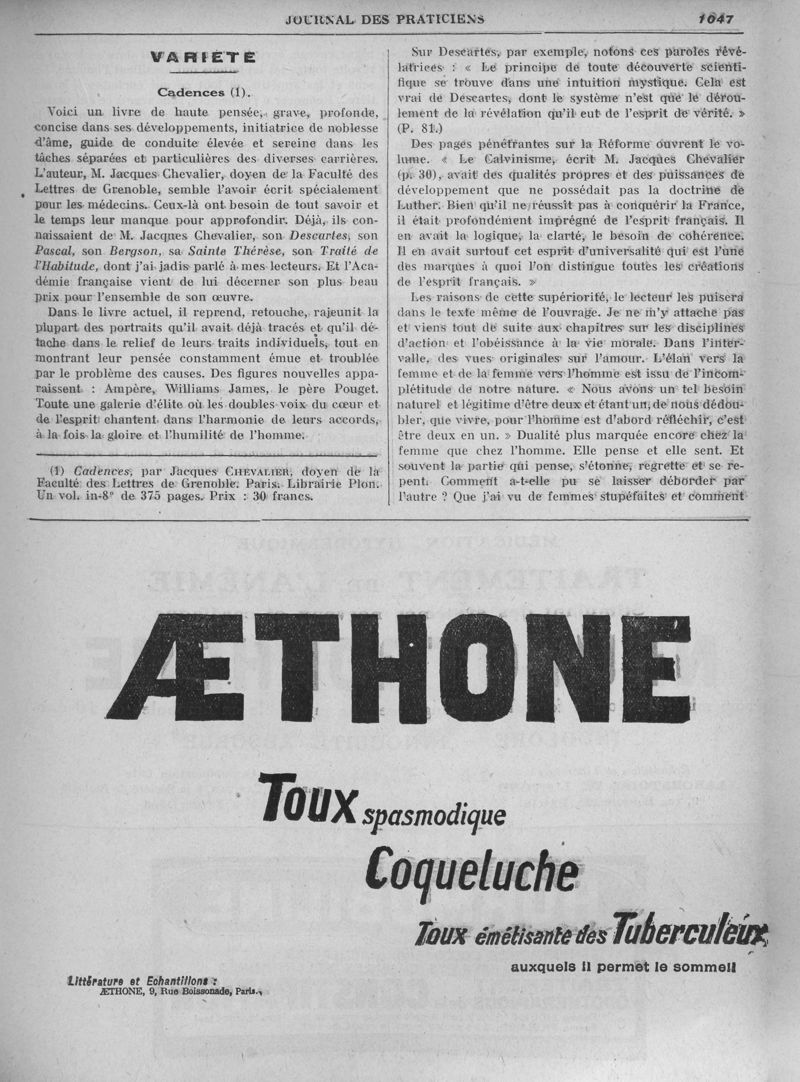 JOURNAL DES PRATICIENS 1047
VARIÉTÉ
Cadences (1).
Voici un livre de haute pensée, grave, profonde,
concise dans ses développements, initiatrice de noblesse
d'âme, guide de conduite élevée et sereine dans les
tâches séparées et particulières des diverses carrières.
L'auteur, M. Jacques Chevalier, doyen de la Faculté des
Lettres de Grenoble, semble l'avoir écrit spécialement
pour les médecins. Ceux-là ont besoin de tout savoir et
le temps leur manque pour approfondir. Déjà, ils con-
naissaient de M. Jacques Chevalier, son Descartes, son
Pascal, son Bergson, sa Sainte Thérèse, son Traité de
l'Habitude, dont j'ai jadis parlé à mes lecteurs. Et l'Aca-
démie française vient de lui décerner son plus beau
prix pour l'ensemble de son œuvre.
Dans le livre actuel, il reprend, retouche, rajeunit la
plupart des portraits qu'il avait déjà tracés et qu'il dé-
tache dans le relief de leurs traits individuels, tout en
montrant leur pensée constamment émue et troublée
par le problème des causes. Des figures nouvelles appa-
raissent : Ampère, Williams James, le père Pouget.
Toute une galerie d'élite où les doubles voix du cœur et
de l'esprit chantent dans l'harmonie de leurs accords,
à la fois la gloire et l'humilité de l'homme.
(1) Cadences, par Jacques CHEVALIER, doyen de la
Faculté des Lettres de Grenoble. Paris. Librairie Plon.
Un vol. in-8° de 375 pages. Prix : 30 francs.
Sur Descartes, par exemple, notons ces paroles révé-
latrices : « Le principe de toute découverte scienti-
fique se trouve dans une intuition mystique. Cela est
vrai de Descartes, dont le système n'est que le dérou-
lement de la révélation qu'il eut de l'esprit de vérité. »
(P. 81.)
Des pages pénétrantes sur la Réforme ouvrent le vo-
lume. « Le Calvinisme, écrit M. Jacques Chevalier
(p. 30), avait des qualités propres et des puissances de
développement que ne possédait pas la doctrine de
Luther. Bien qu'il ne réussît pas à conquérir la France,
il était profondément imprégné de l'esprit français. Il
en avait la logique, la clarté, le besoin de cohérence.
Il en avait surtout cet esprit d'universalité qui est l'une
des marques à quoi l'on distingue toutes les créations
de l'esprit français. »
Les raisons de cette supériorité, le lecteur les puisera
dans le texte même de l'ouvrage. Je ne m'y attache pas
et viens tout de suite aux chapitres sur les disciplines
d'action et l'obéissance à la vie morale. Dans l'inter-
valle, des vues originales sur l'amour. L'élan vers la
femme et de la femme vers l'homme est issu de l'incom-
plétitude de notre nature. « Nous avons un tel besoin
naturel et légitime d'être deux et étant un, de nous dédou-
bler, que vivre, pour l'homme est d'abord réfléchir, c'est
être deux en un. » Dualité plus marquée encore chez la
femme que chez l'homme. Elle pense et elle sent. Et
souvent la partie qui pense, s'étonne, regrette et se re-
pent. Comment a-t-elle pu se laisser déborder par
l'autre ? Que j'ai vu de femmes stupéfaites et comment
ÆTHONE
Toux spasmodique
Coqueluche
Toux émétisante des Tuberculeux
auxquels il permet le sommeil
Littérature et Echantillons :
ÆTHONE, 9, Rue Boissonade, Paris.